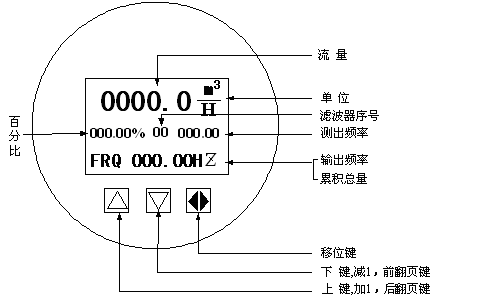 流 量
0000.0 m³/H
单 位
滤波器序号
百分比
000.00% 00 000.00
测出频率
FRQ 000.00HZ
输出频率
累积总量
移位键
下 键,减1，前翻页键
上 键,加1，后翻页键